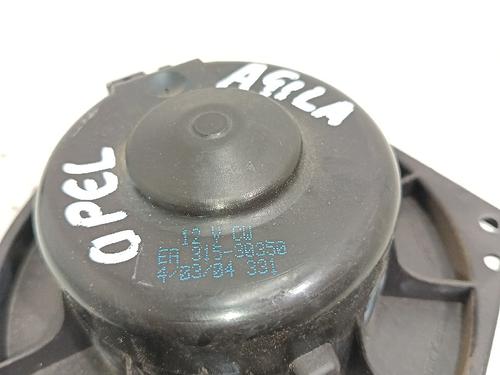 OPEL
AGILA
12 V CW
EA 315-30350
4/03/04 331